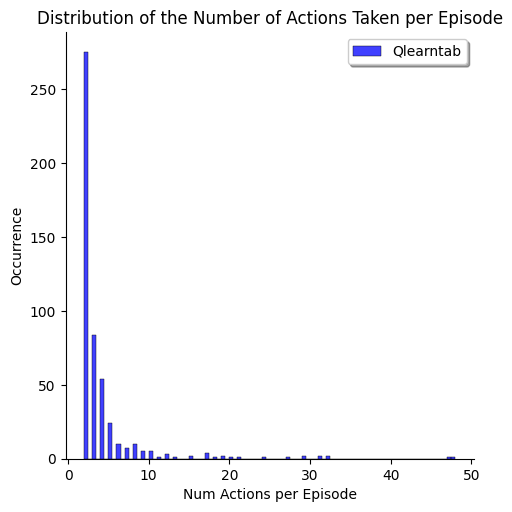 Distribution of the Number of Actions Taken per Episode
Qlearntab
Occurrence
250
200
150
100
50
0
0 10 20 30 40 50
Num Actions per Episode